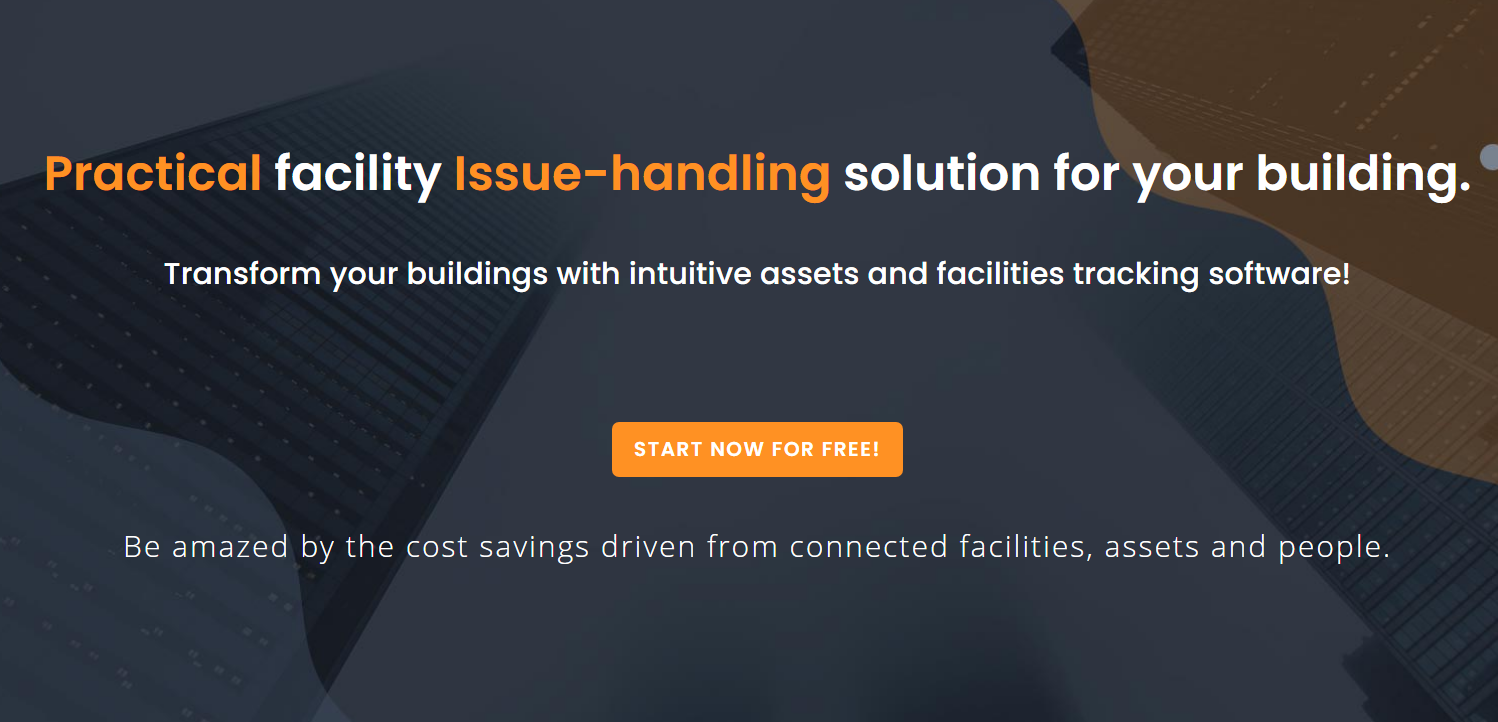 Practical facility Issue-handling solution for your building.
Transform your buildings with intuitive assets and facilities tracking software!
START NOW FOR FREE!
Be amazed by the cost savings driven from connected facilities, assets and people.